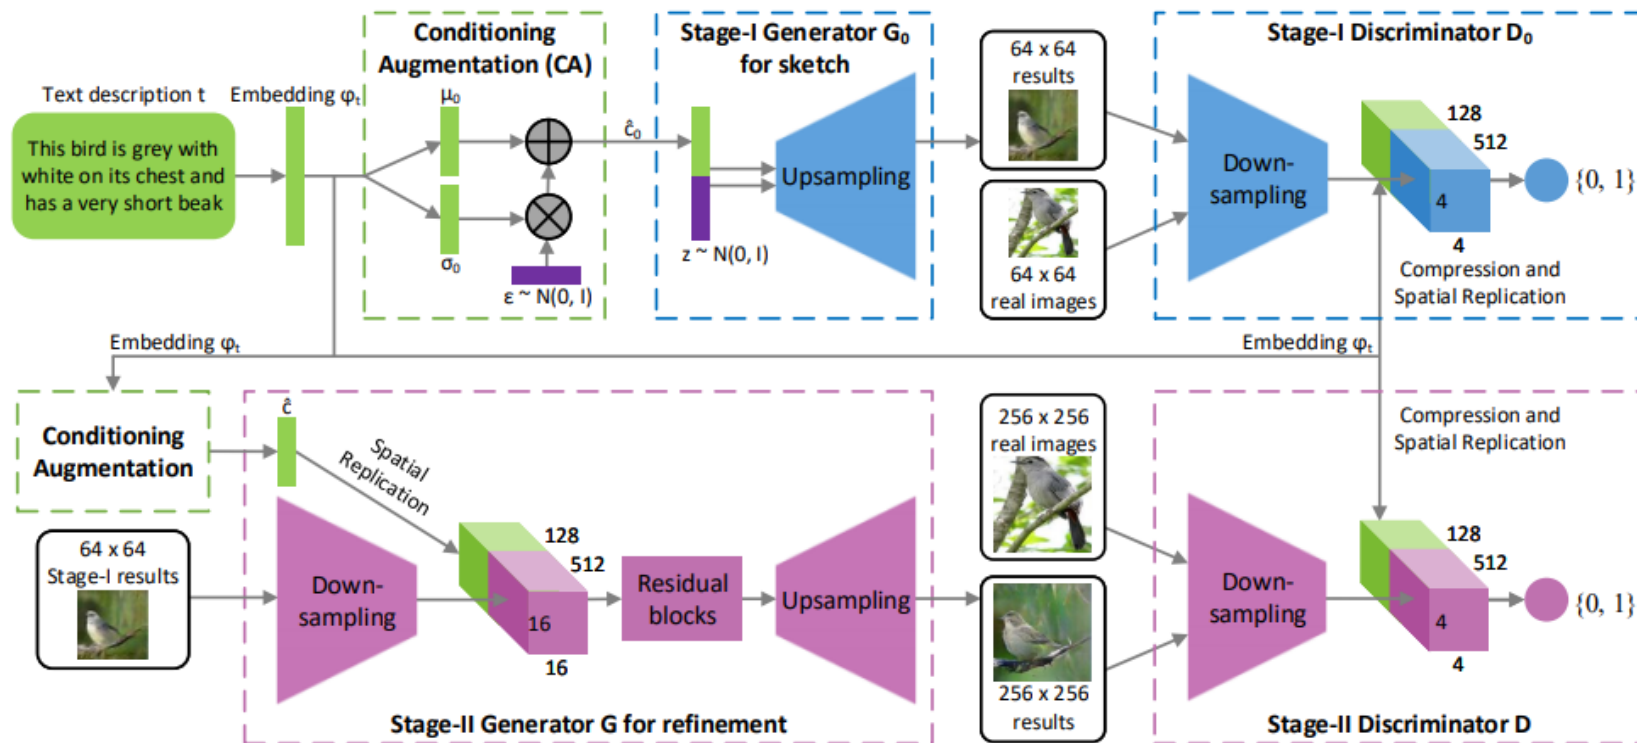 Conditioning
Augmentation (CA)
Stage-I Generator G₀
for sketch
Stage-I Discriminator D₀
Text description t
Embedding φₜ
This bird is grey with
white on its chest and
has a very short beak
μ₀
σ₀
ε ~ N(0, I)
ĉ₀
z ~ N(0, I)
Upsampling
64 x 64
results
64 x 64
real images
Down-
sampling
128
512
4
4
{0, 1}
Compression and
Spatial Replication
Embedding φₜ
Embedding φₜ
Conditioning
Augmentation
ĉ
Spatial
Replication
64 x 64
Stage-I results
Down-
sampling
128
512
16
16
Residual
blocks
Upsampling
Stage-II Generator G for refinement
256 x 256
real images
256 x 256
results
Compression and
Spatial Replication
Down-
sampling
128
512
4
4
{0, 1}
Stage-II Discriminator D